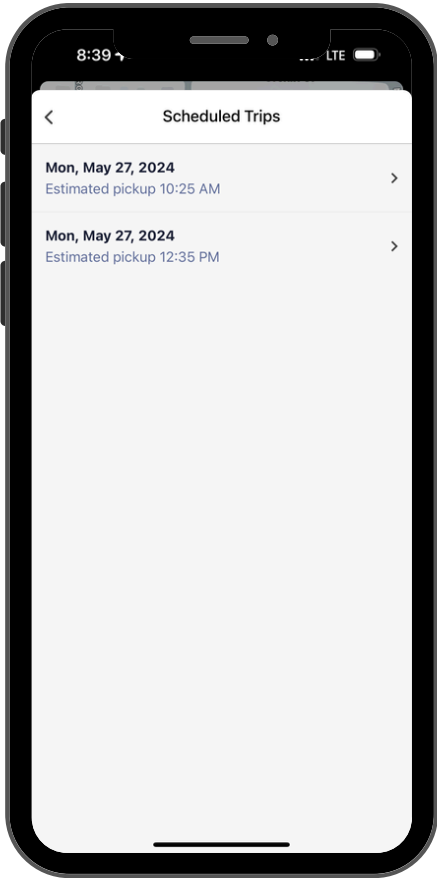 8:39
LTE
Scheduled Trips
Mon, May 27, 2024
Estimated pickup 10:25 AM
Mon, May 27, 2024
Estimated pickup 12:35 PM